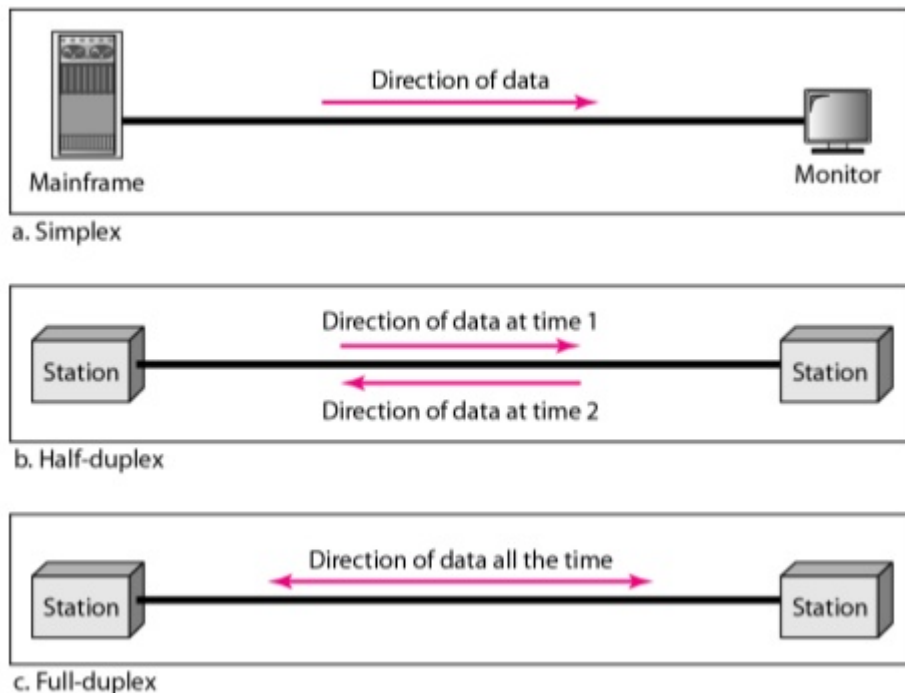 Direction of data
Mainframe
Monitor
a. Simplex
Direction of data at time 1
Station
Station
Direction of data at time 2
b. Half-duplex
Direction of data all the time
Station
Station
c. Full-duplex